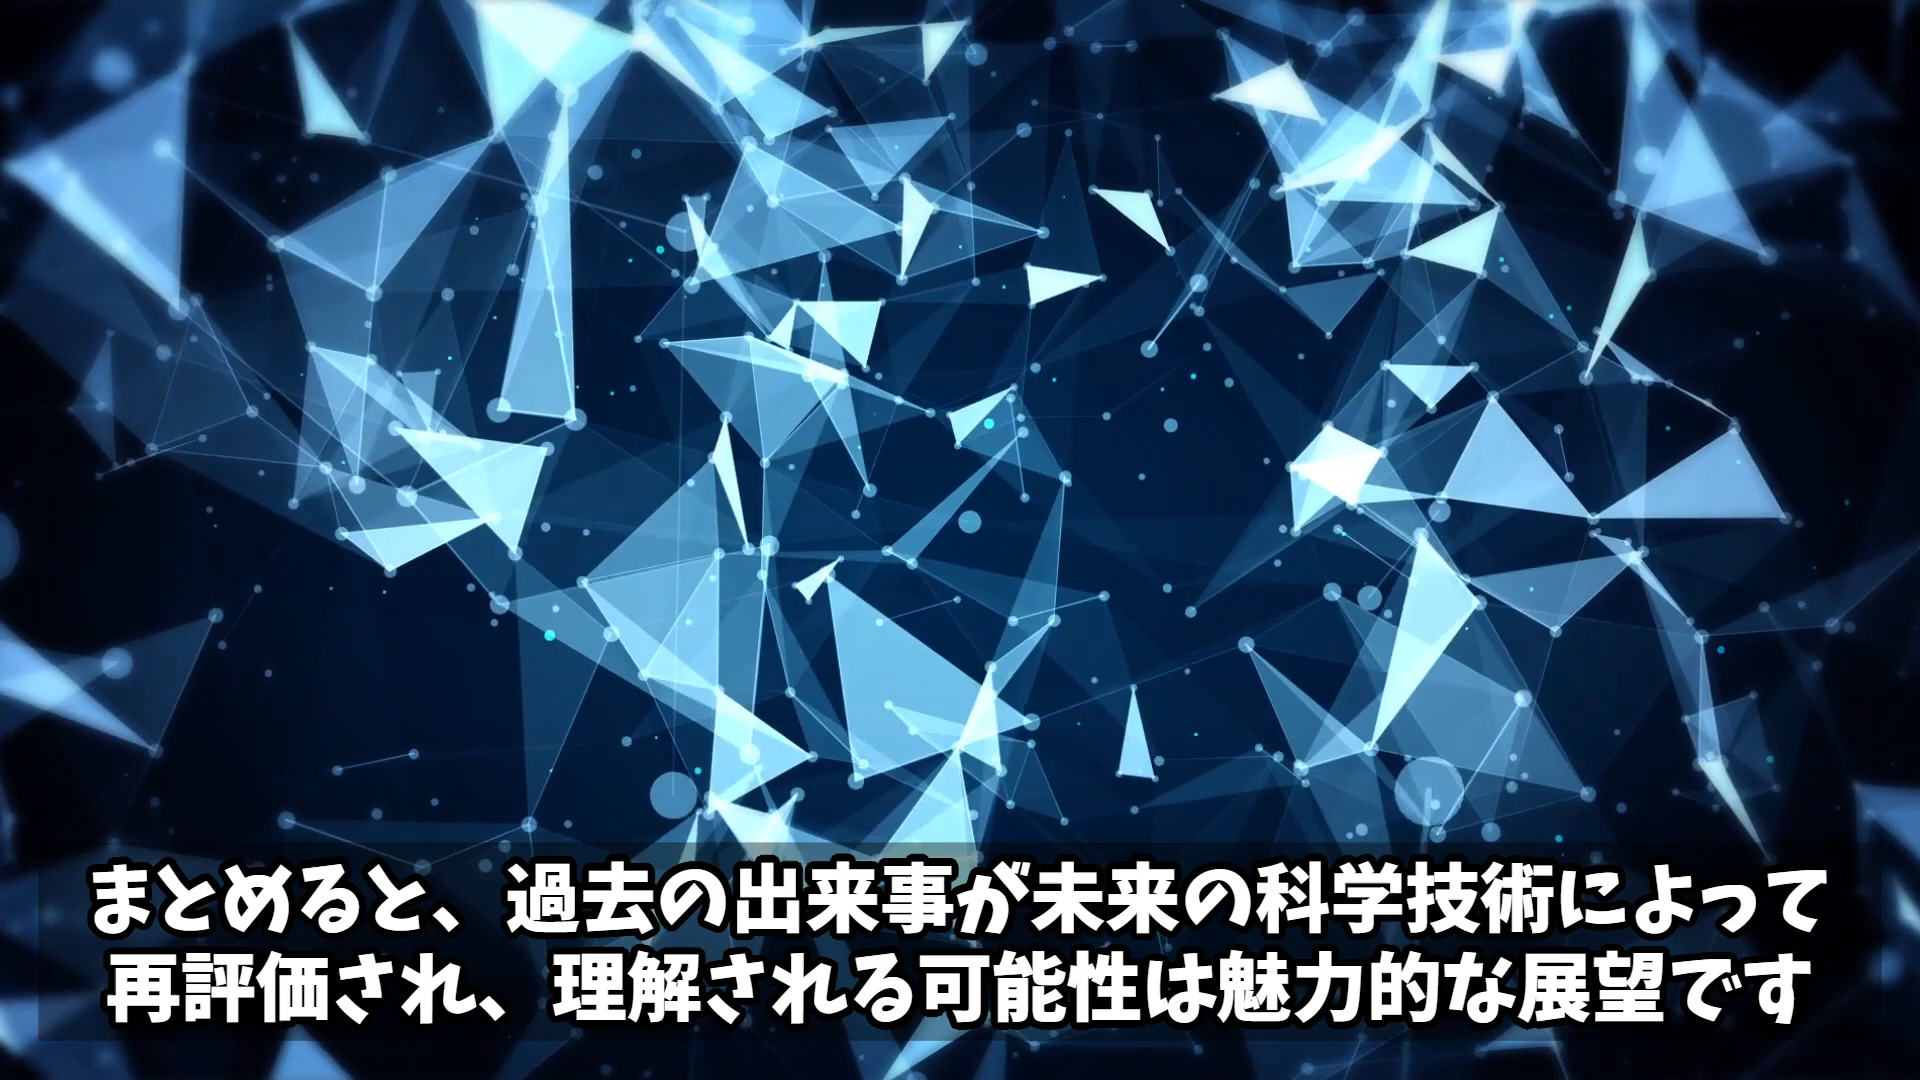 まとめると、過去の出来事が未来の科学技術によって
再評価され、理解される可能性は魅力的な展望です